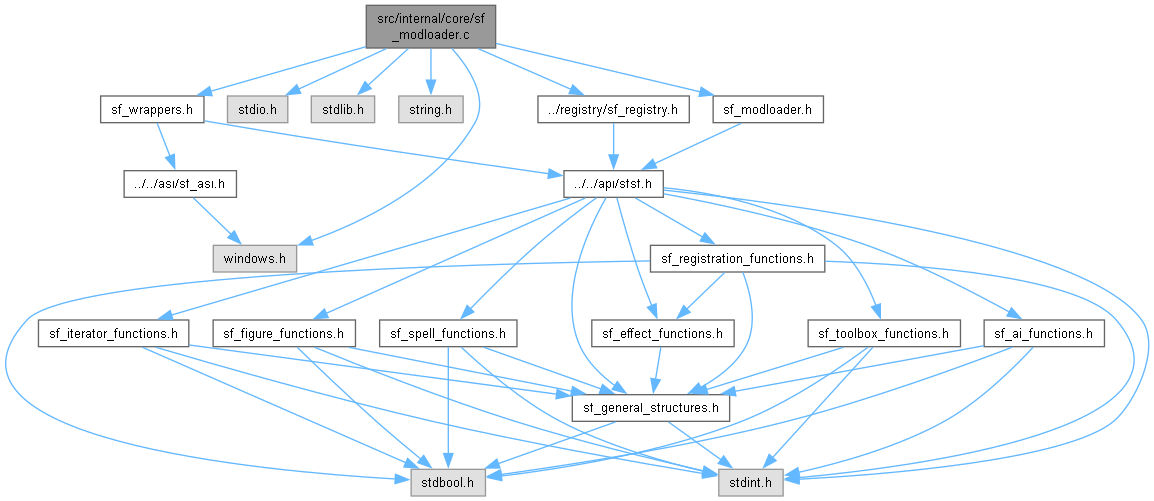 src/internal/core/sf
_modloader.c
sf_wrappers.h
stdio.h
stdlib.h
string.h
../registry/sf_registry.h
sf_modloader.h
../../asi/sf_asi.h
../../api/sfsf.h
windows.h
sf_registration_functions.h
sf_iterator_functions.h
sf_figure_functions.h
sf_spell_functions.h
sf_effect_functions.h
sf_toolbox_functions.h
sf_ai_functions.h
sf_general_structures.h
stdbool.h
stdint.h